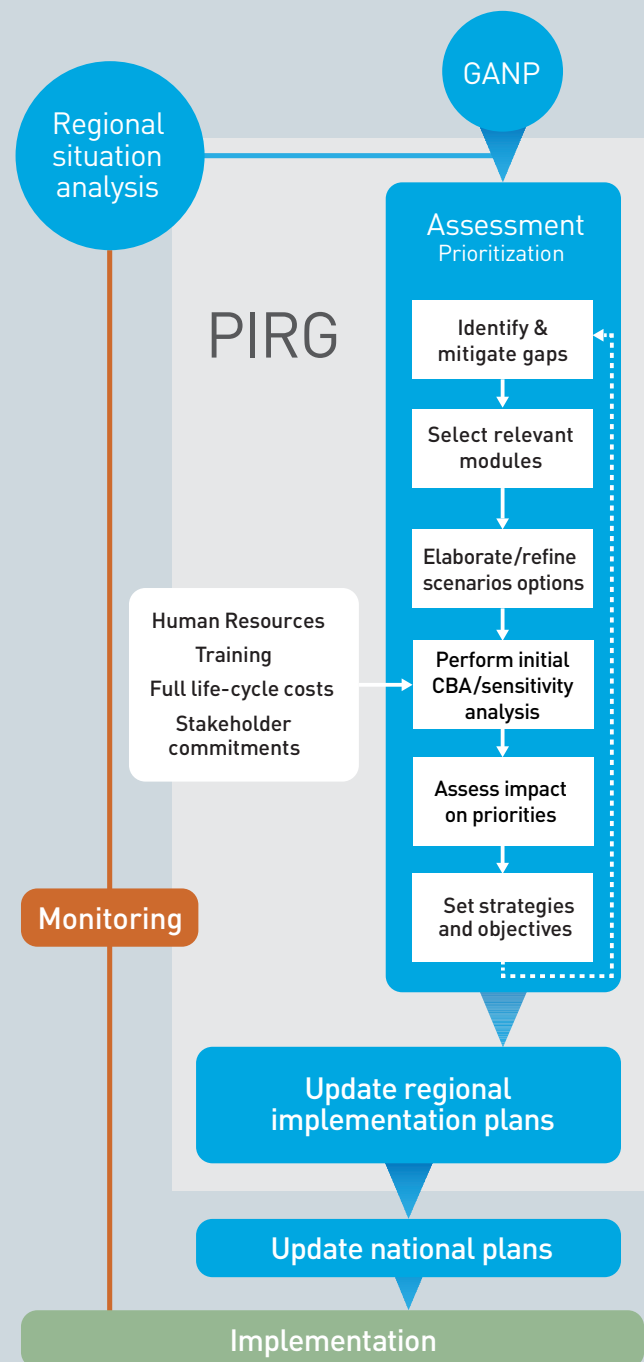 GANP
Regional
situation
analysis
Assessment
Prioritization
PIRG
Identify &
mitigate gaps
Select relevant
modules
Elaborate/refine
scenarios options
Human Resources
Training
Full life-cycle costs
Stakeholder
commitments
Perform initial
CBA/sensitivity
analysis
Assess impact
on priorities
Set strategies
and objectives
Monitoring
Update regional
implementation plans
Update national plans
Implementation